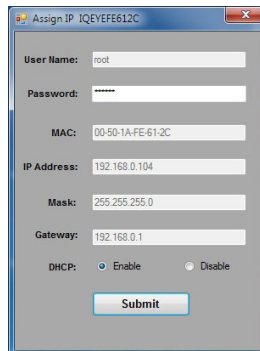 Assign IP IQEYEFE612C
User Name: root
Password: ******
MAC: 00-50-1A-FE-61-2C
IP Address: 192.168.0.104
Mask: 255.255.255.0
Gateway: 192.168.0.1
DHCP: Enable Disable
Submit